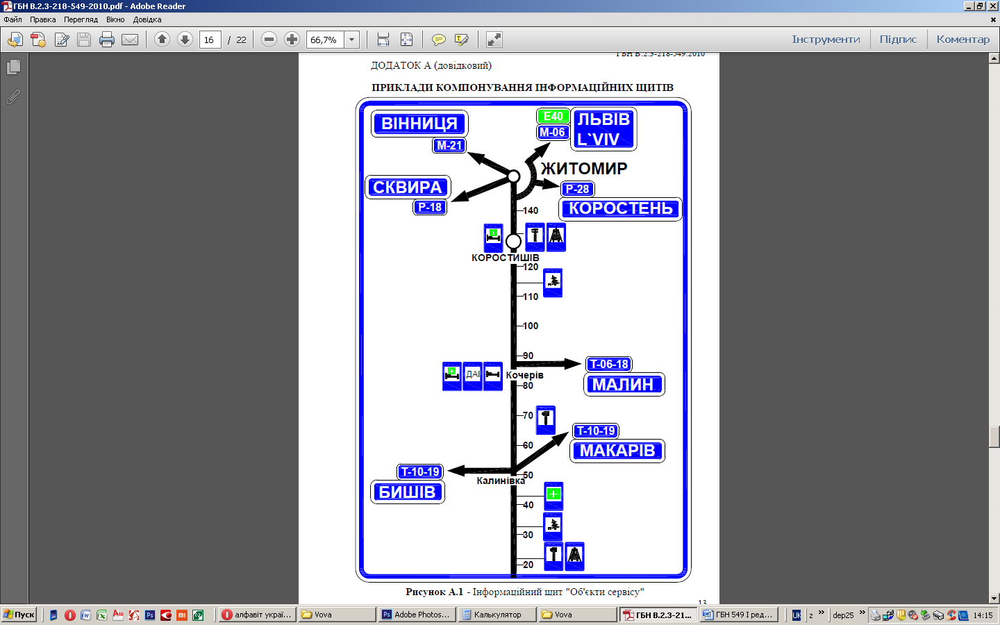 ГБН В.2.3-218-549-2010.pdf - Adobe Reader
Файл Правка Перегляд Вікно Довідка
16 / 22 66,7% Інструменти Підпис Коментар
ГБН В.2.3-218-549:2010
ДОДАТОК А (довідковий)
ПРИКЛАДИ КОМПОНУВАННЯ ІНФОРМАЦІЙНИХ ЩИТІВ
ВІННИЦЯ
М-21
E40
М-06
ЛЬВІВ
L`VIV
ЖИТОМИР
СКВИРА
Р-18
Р-28
КОРОСТЕНЬ
140
КОРОСТИШІВ
120
110
100
90
Т-06-18
МАЛИН
ДАІ
Кочерів
80
70
Т-10-19
МАКАРІВ
60
Т-10-19
БИШІВ
Калинівка
50
40
30
20
Рисунок А.1 - Інформаційний щит "Об'єкти сервісу"
13
Пуск алфавіт украї... Vova Adobe Photos... Калькулятор Vova ГБН В.2.3-21... ГБН 549 І ред... Uk z » dep25 » 14:15